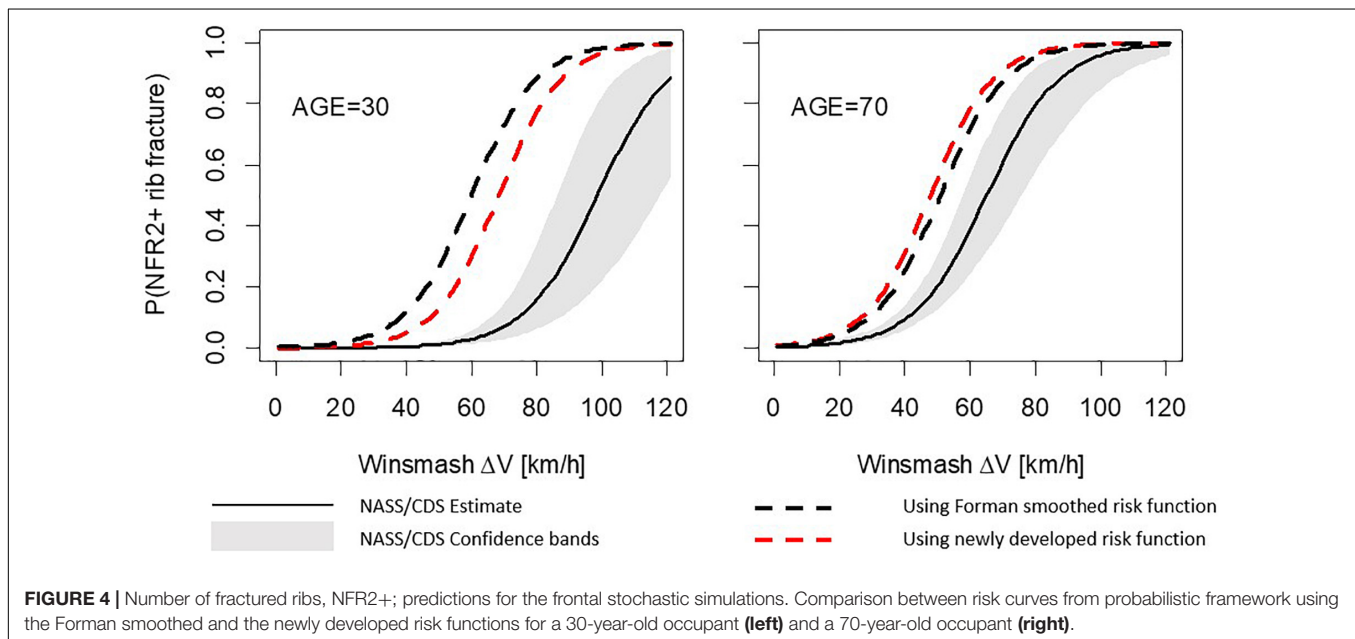 P(NFR2+ rib fracture)
1.0
0.8
0.6
0.4
0.2
0.0
AGE=30
AGE=70
0 20 40 60 80 100 120
0 20 40 60 80 100 120
Winsmash ΔV [km/h]
Winsmash ΔV [km/h]
NASS/CDS Estimate
NASS/CDS Confidence bands
Using Forman smoothed risk function
Using newly developed risk function
FIGURE 4 | Number of fractured ribs, NFR2+; predictions for the frontal stochastic simulations. Comparison between risk curves from probabilistic framework using
the Forman smoothed and the newly developed risk functions for a 30-year-old occupant (left) and a 70-year-old occupant (right).